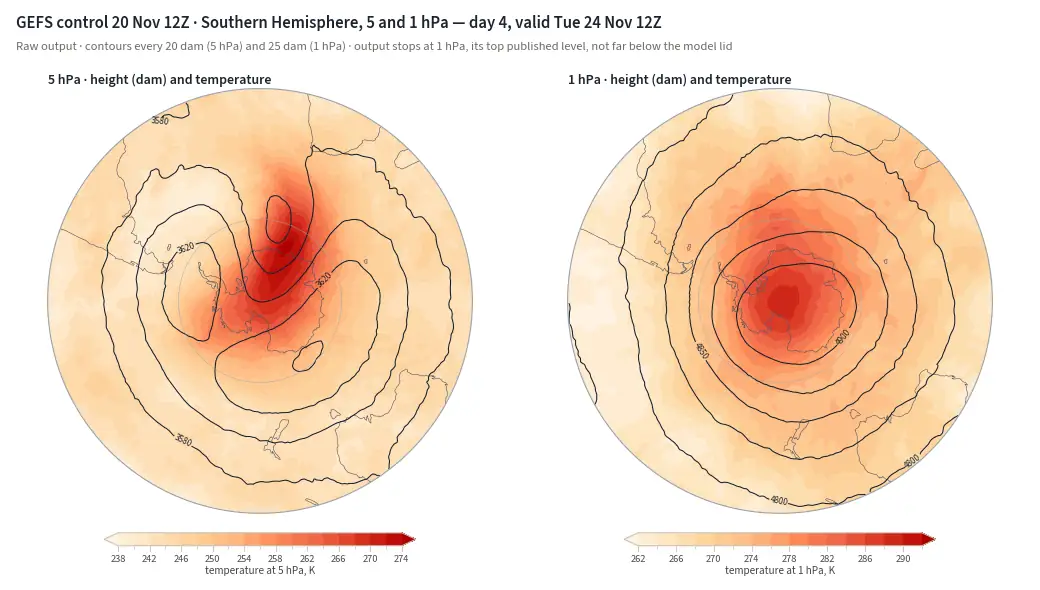 GEFS control 20 Nov 12Z · Southern Hemisphere, 5 and 1 hPa — day 4, valid Tue 24 Nov 12Z
Raw output · contours every 20 dam (5 hPa) and 25 dam (1 hPa) · output stops at 1 hPa, its top published level, not far below the model lid
5 hPa · height (dam) and temperature
1 hPa · height (dam) and temperature
3580
3620
3620
3580
4850
4900
4800
4800
238 242 246 250 254 258 262 266 270 274
temperature at 5 hPa, K
262 266 270 274 278 282 286 290
temperature at 1 hPa, K